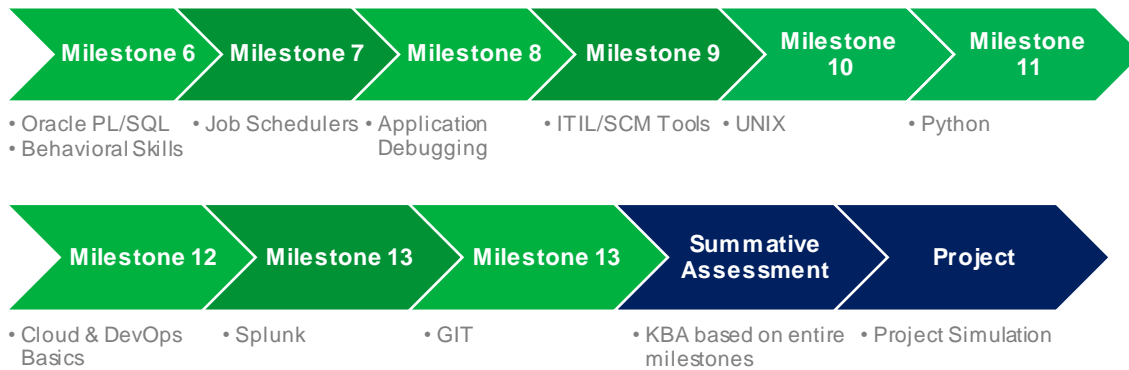 Milestone 6
Milestone 7
Milestone 8
Milestone 9
Milestone
10
Milestone
11
• Oracle PL/SQL
• Behavioral Skills
• Job Schedulers
• Application
Debugging
• ITIL/SCM Tools
• UNIX
• Python
Milestone 12
Milestone 13
Milestone 13
Summative
Assessment
Project
• Cloud & DevOps
Basics
• Splunk
• GIT
• KBA based on entire
milestones
• Project Simulation